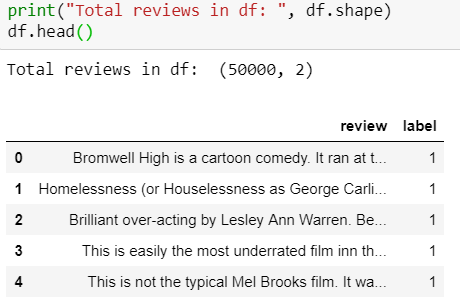 print("Total reviews in df: ", df.shape)
df.head()
Total reviews in df:  (50000, 2)
review label
0 Bromwell High is a cartoon comedy. It ran at t... 1
1 Homelessness (or Houselessness as George Carli... 1
2 Brilliant over-acting by Lesley Ann Warren. Be... 1
3 This is easily the most underrated film inn th... 1
4 This is not the typical Mel Brooks film. It wa... 1